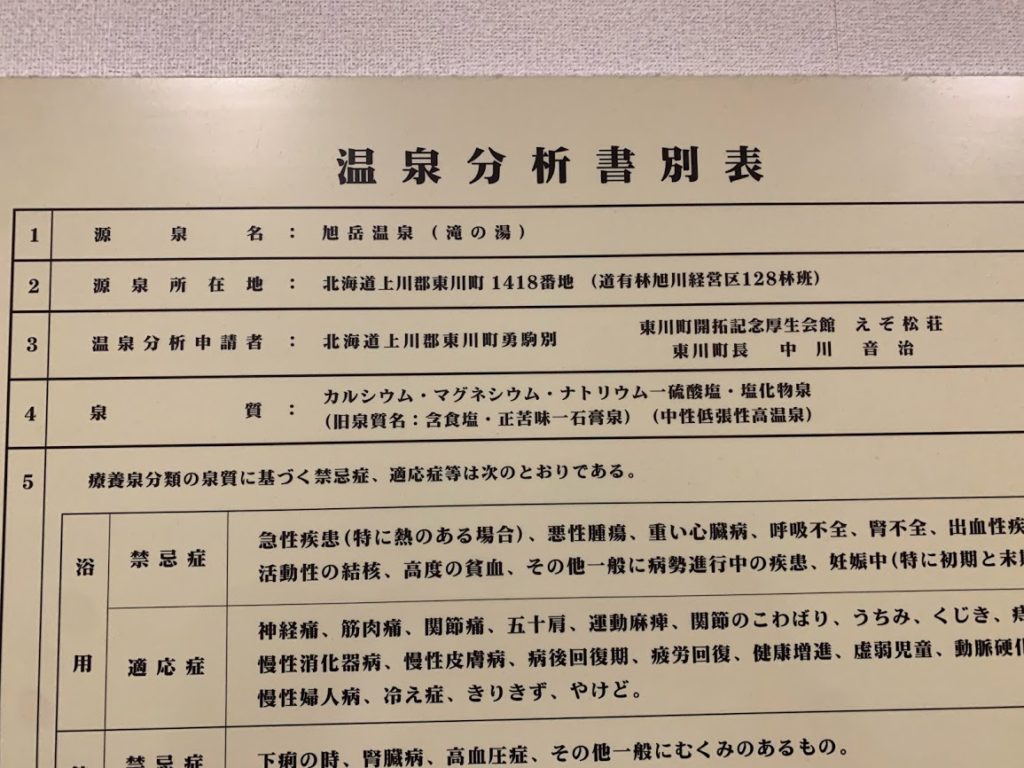 温泉分析書別表
1 源泉名：旭岳温泉（滝の湯）
2 源泉所在地：北海道上川郡東川町1418番地 (道有林旭川経営区128林班)
3 温泉分析申請者：北海道上川郡東川町勇駒別 東川町開拓記念厚生会館 えぞ松荘
東川町長 中川音治
4 泉質：カルシウム・マグネシウム・ナトリウム一硫酸塩・塩化物泉
(旧泉質名：含食塩・正苦味一石膏泉) (中性低張性高温泉)
5 療養泉分類の泉質に基づく禁忌症、適応症等は次のとおりである。
浴用
禁忌症
急性疾患(特に熱のある場合)、悪性腫瘍、重い心臓病、呼吸不全、腎不全、出血性疾
活動性の結核、高度の貧血、その他一般に病勢進行中の疾患、妊娠中(特に初期と末
適応症
神経痛、筋肉痛、関節痛、五十肩、運動麻痺、関節のこわばり、うちみ、くじき、
慢性消化器病、慢性皮膚病、病後回復期、疲労回復、健康増進、虚弱児童、動脈硬
慢性婦人病、冷え症、きりきず、やけど。
禁忌症
下痢の時、腎臓病、高血圧症、その他一般にむくみのあるもの。